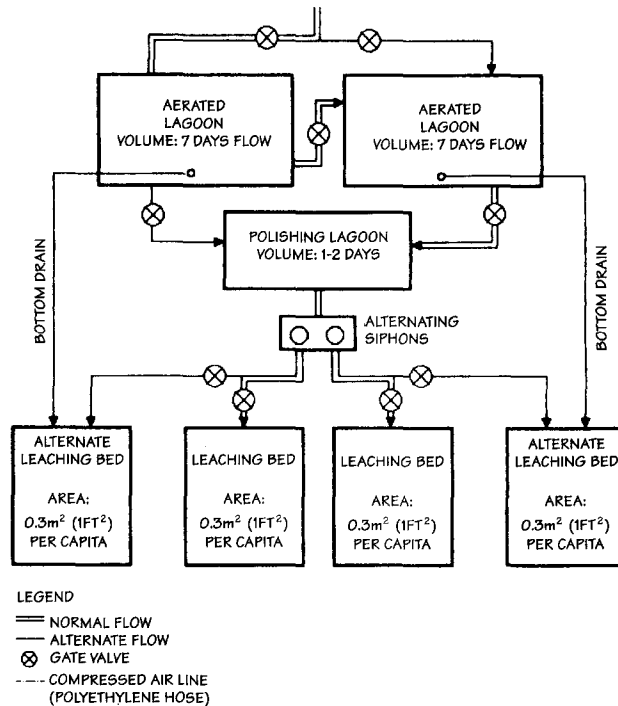 AERATED
LAGOON
VOLUME: 7 DAYS FLOW
AERATED
LAGOON
VOLUME: 7 DAYS FLOW
POLISHING LAGOON
VOLUME: 1-2 DAYS
BOTTOM DRAIN
BOTTOM DRAIN
ALTERNATING
SIPHONS
ALTERNATE
LEACHING BED
AREA:
0.3m² (1FT²)
PER CAPITA
LEACHING BED
AREA:
0.3m² (1FT²)
PER CAPITA
LEACHING BED
AREA:
0.3m² (1FT²)
PER CAPITA
ALTERNATE
LEACHING BED
AREA:
0.3m² (1FT²)
PER CAPITA
LEGEND
NORMAL FLOW
ALTERNATE FLOW
GATE VALVE
COMPRESSED AIR LINE
(POLYETHYLENE HOSE)